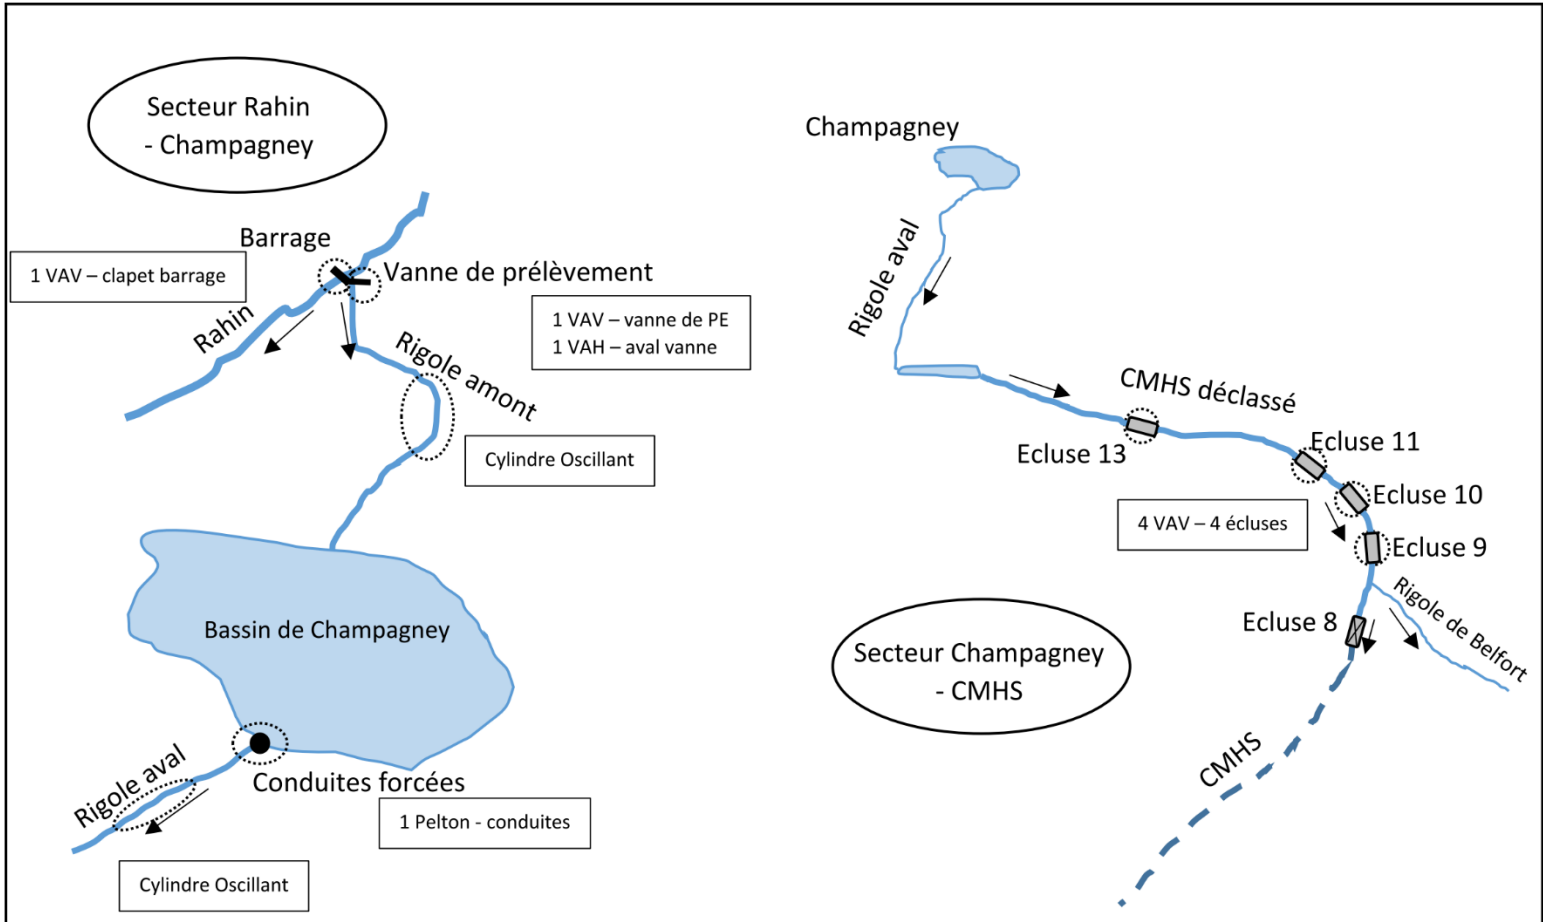 Secteur Rahin
- Champagney
Barrage
1 VAV – clapet barrage
Vanne de prélèvement
1 VAV – vanne de PE
1 VAH – aval vanne
Rahin
Rigole amont
Cylindre Oscillant
Bassin de Champagney
Rigole aval
Conduites forcées
1 Pelton - conduites
Cylindre Oscillant
Champagney
Rigole aval
CMHS déclassé
Ecluse 13
Ecluse 11
Ecluse 10
4 VAV – 4 écluses
Ecluse 9
Rigole de Belfort
Ecluse 8
Secteur Champagney
- CMHS
CMHS